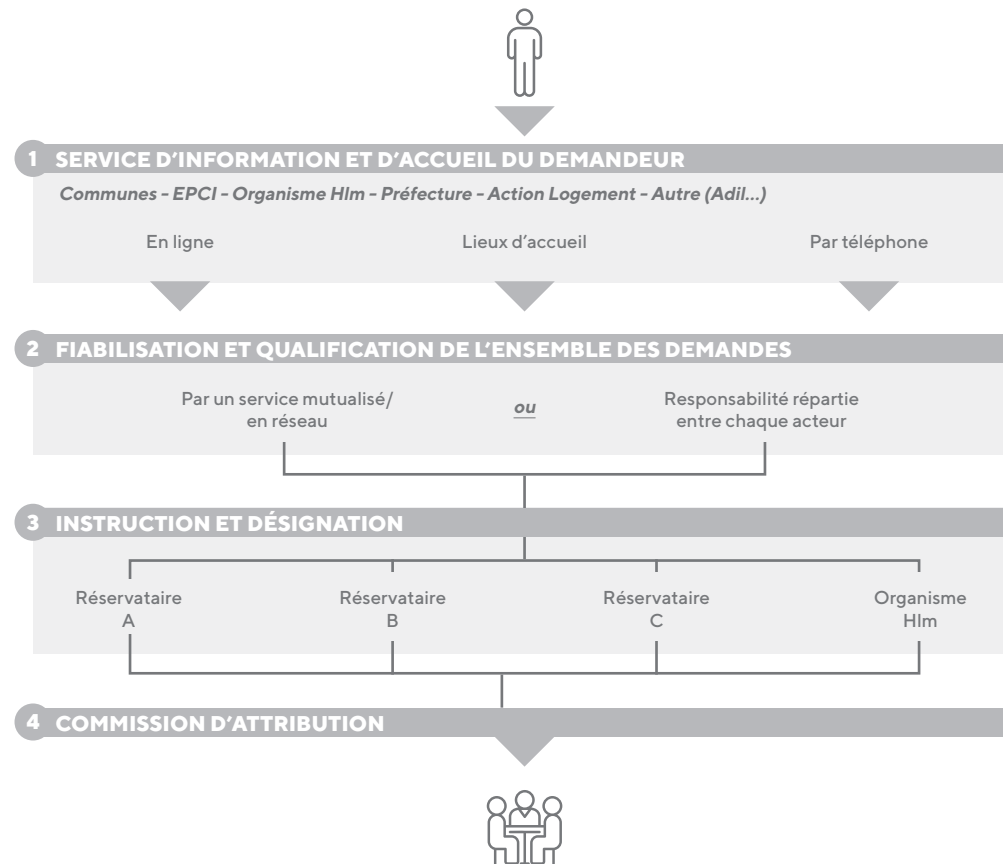 1 SERVICE D'INFORMATION ET D'ACCUEIL DU DEMANDEUR
Communes - EPCI - Organisme Hlm - Préfecture - Action Logement - Autre (Adil...)
En ligne
Lieux d'accueil
Par téléphone
2 FIABILISATION ET QUALIFICATION DE L'ENSEMBLE DES DEMANDES
Par un service mutualisé/
en réseau
ou
Responsabilité répartie
entre chaque acteur
3 INSTRUCTION ET DÉSIGNATION
Réservataire
A
Réservataire
B
Réservataire
C
Organisme
Hlm
4 COMMISSION D'ATTRIBUTION